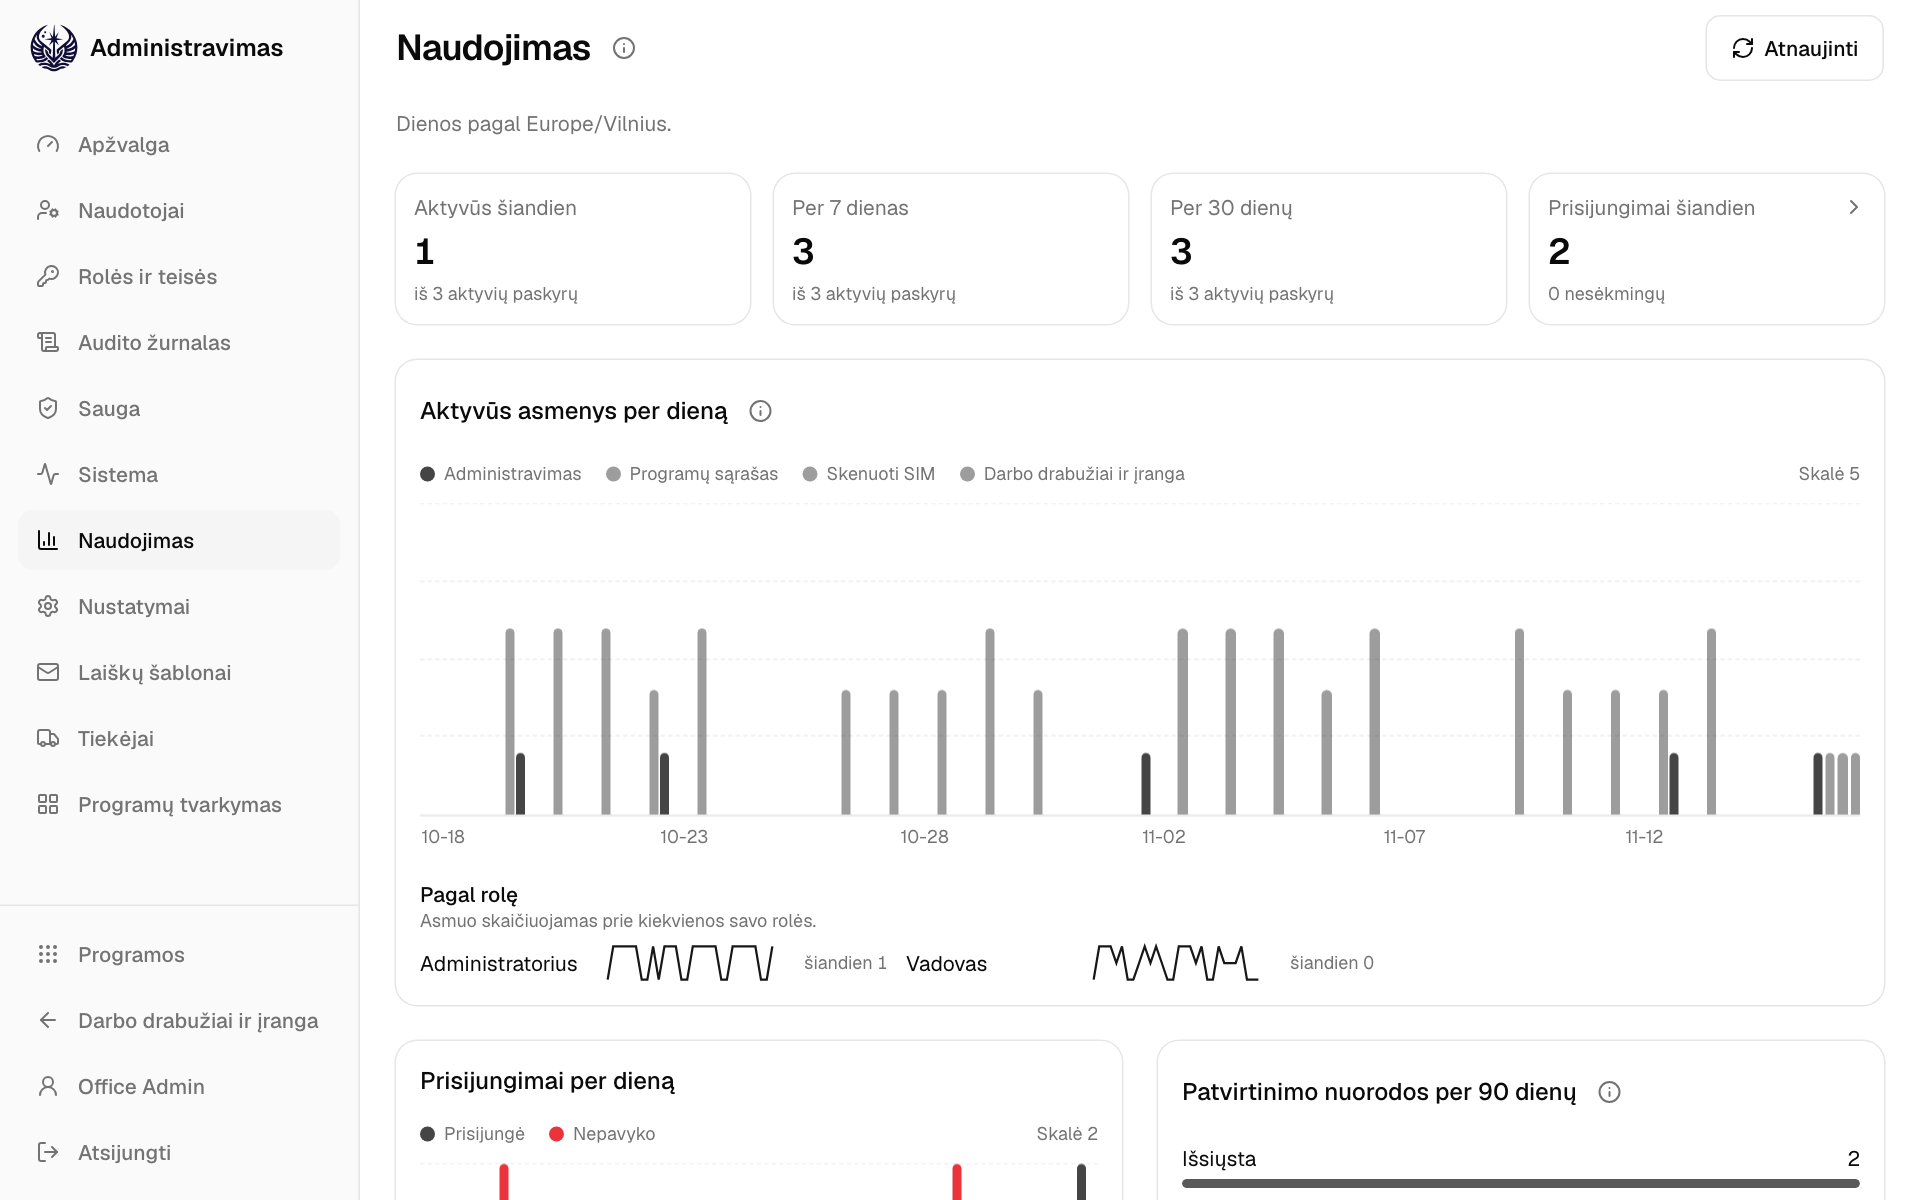 Administravimas
Apžvalga
Naudotojai
Rolės ir teisės
Audito žurnalas
Sauga
Sistema
Naudojimas
Nustatymai
Laiškų šablonai
Tiekėjai
Programų tvarkymas
Programos
Darbo drabužiai ir įranga
Office Admin
Atsijungti
Naudojimas
Atnaujinti
Dienos pagal Europe/Vilnius.
Aktyvūs šiandien
1
iš 3 aktyvių paskyrų
Per 7 dienas
3
iš 3 aktyvių paskyrų
Per 30 dienų
3
iš 3 aktyvių paskyrų
Prisijungimai šiandien
2
0 nesėkmingų
Aktyvūs asmenys per dieną
Administravimas Programų sąrašas Skenuoti SIM Darbo drabužiai ir įranga Skalė 5
10-18 10-23 10-28 11-02 11-07 11-12
Pagal rolę
Asmuo skaičiuojamas prie kiekvienos savo rolės.
Administratorius šiandien 1 Vadovas šiandien 0
Prisijungimai per dieną
Prisijungė Nepavyko Skalė 2
Patvirtinimo nuorodos per 90 dienų
Išsiųsta 2